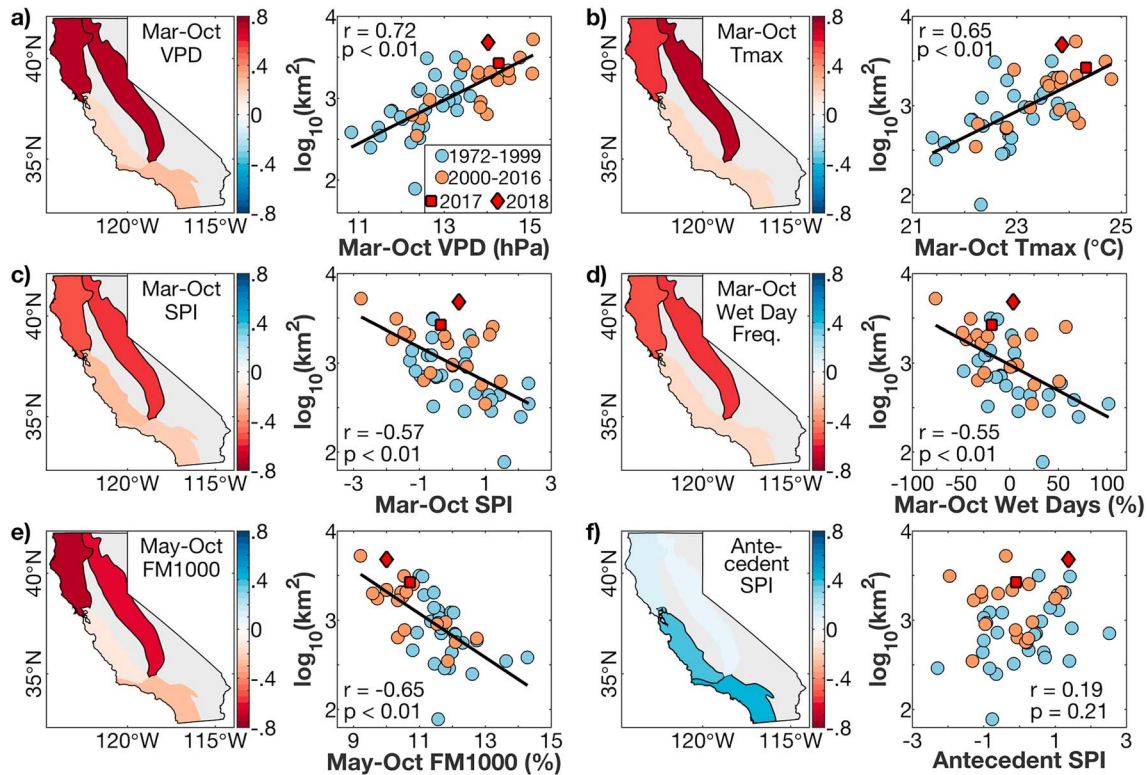 a)
Mar-Oct
VPD
40°N
35°N
120°W 115°W
.8
.4
0
-.4
-.8
r = 0.72
p < 0.01
log10(km2)
4
3
2
1972-1999
2000-2016
2017 2018
11 13 15
Mar-Oct VPD (hPa)
b)
Mar-Oct
Tmax
40°N
35°N
120°W 115°W
.8
.4
0
-.4
-.8
r = 0.65
p < 0.01
log10(km2)
4
3
2
21 23 25
Mar-Oct Tmax (°C)
c)
Mar-Oct
SPI
40°N
35°N
120°W 115°W
.8
.4
0
-.4
-.8
log10(km2)
4
3
2
r = -0.57
p < 0.01
-3 -1 1 3
Mar-Oct SPI
d)
Mar-Oct
Wet Day
Freq.
40°N
35°N
120°W 115°W
.8
.4
0
-.4
-.8
log10(km2)
4
3
2
r = -0.55
p < 0.01
-100 -50 0 50 100
Mar-Oct Wet Days (%)
e)
May-Oct
FM1000
40°N
35°N
120°W 115°W
.8
.4
0
-.4
-.8
log10(km2)
4
3
2
r = -0.65
p < 0.01
9 11 13 15
May-Oct FM1000 (%)
f)
Ante-
cedent
SPI
40°N
35°N
120°W 115°W
.8
.4
0
-.4
-.8
log10(km2)
4
3
2
r = 0.19
p = 0.21
-3 -1 1 3
Antecedent SPI